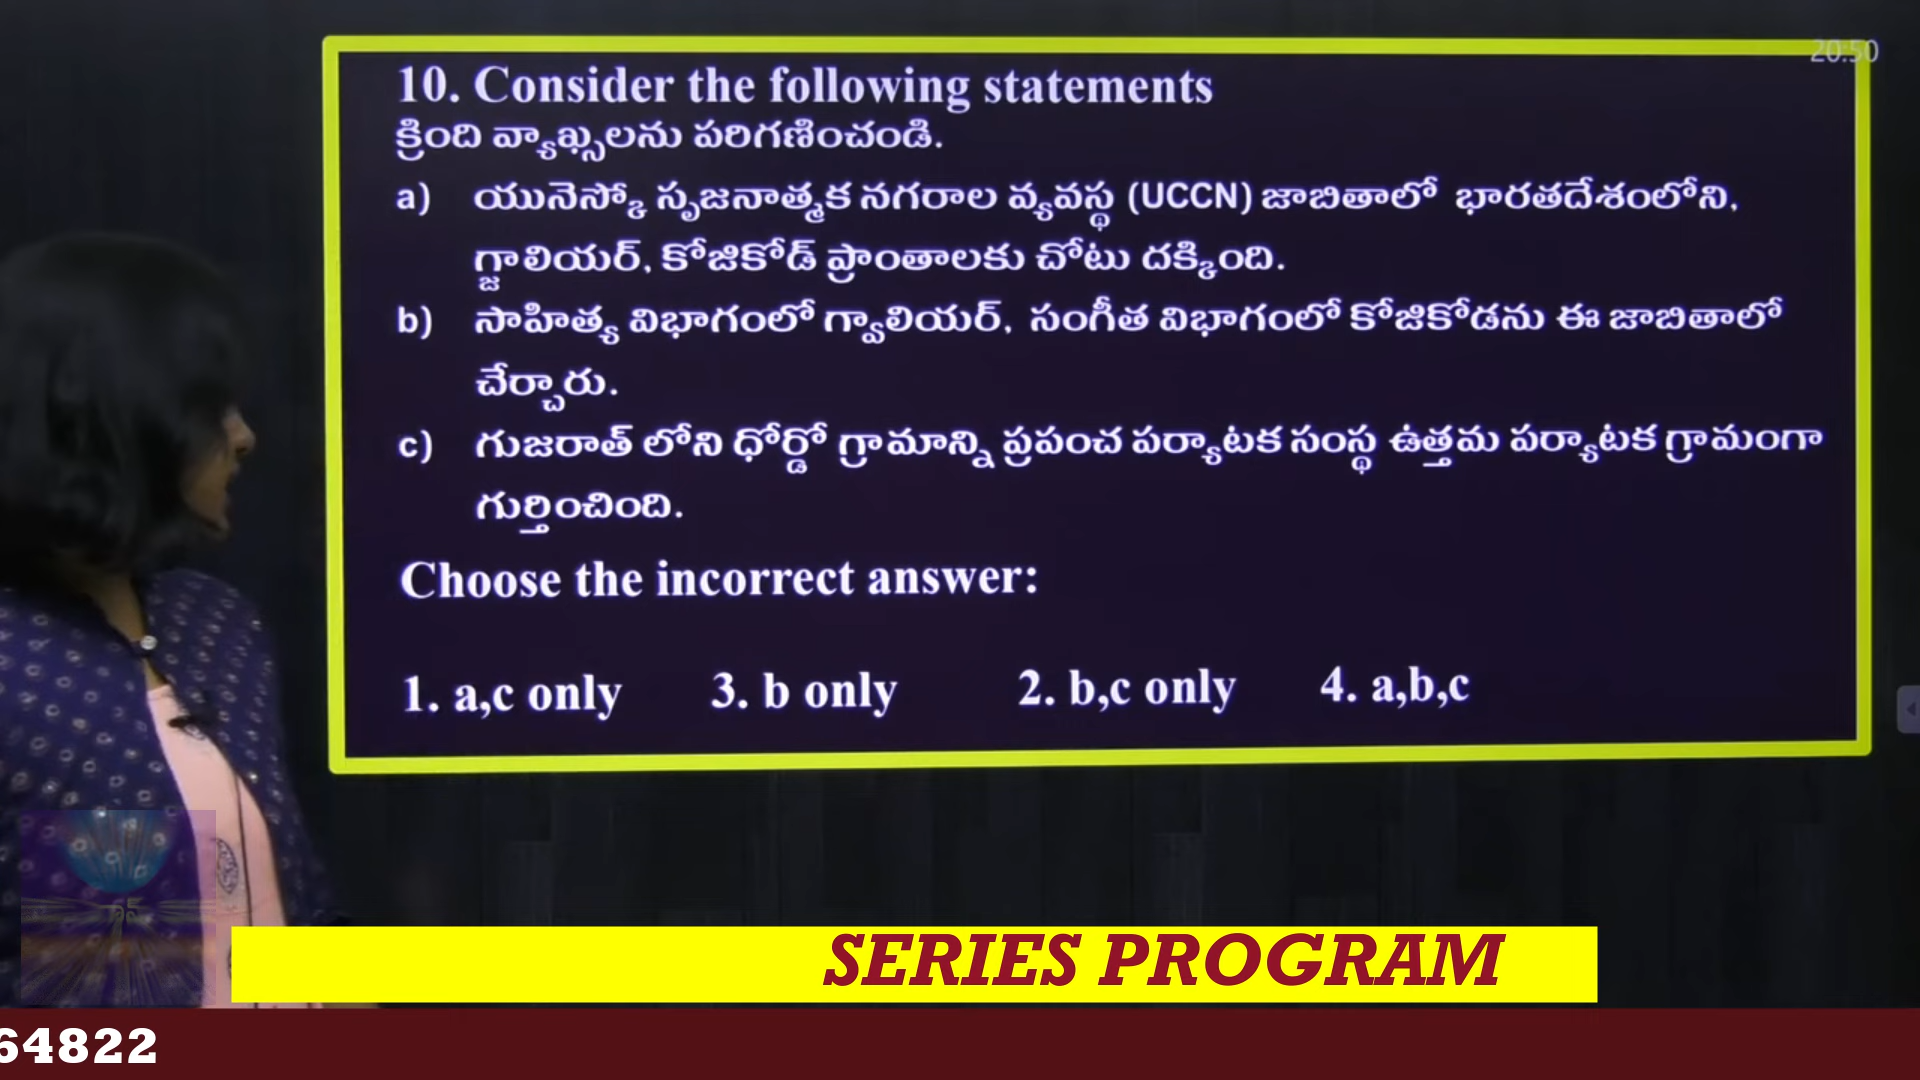 20:50
10. Consider the following statements
క్రింది వ్యాఖ్సలను పరిగణించండి.
a) యునెస్కో సృజనాత్మక నగరాల వ్యవస్థ (UCCN) జాబితాలో భారతదేశంలోని,
గ్జాలియర్, కోజికోడ్ ప్రాంతాలకు చోటు దక్కింది.
b) సాహిత్య విభాగంలో గ్వాలియర్, సంగీత విభాగంలో కోజికోడను ఈ జాబితాలో
చేర్చారు.
c) గుజరాత్ లోని ధోర్డో గ్రామాన్ని ప్రపంచ పర్యాటక సంస్థ ఉత్తమ పర్యాటక గ్రామంగా
గుర్తించింది.
Choose the incorrect answer:
1. a,c only 3. b only 2. b,c only 4. a,b,c
SERIES PROGRAM
64822